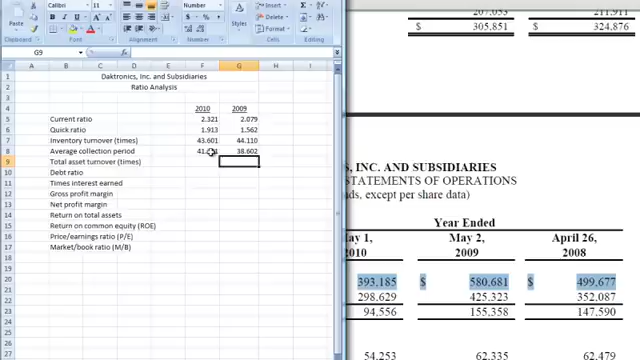 Calibri
11
Number
Insert
Σ
Paste
$ % ,
Styles
Clipboard
Font
Alignment
Number
Cells
Editing
G9
A B C D E F G H I
1 Daktronics, Inc. and Subsidiaries
2 Ratio Analysis
3
4 2010 2009
5 Current ratio 2.321 2.079
6 Quick ratio 1.913 1.562
7 Inventory turnover (times) 43.601 44.110
8 Average collection period 38.602
9 Total asset turnover (times)
10 Debt ratio
11 Times interest earned
12 Gross profit margin
13 Net profit margin
14 Return on total assets
15 Return on common equity (ROE)
16 Price/earnings ratio (P/E)
17 Market/book ratio (M/B)
18
19
20
21
22
23
24
25
26
27
$ 305,851 $ 324,876
, INC. AND SUBSIDIARIES
STATEMENTS OF OPERATIONS
ds, except per share data)
Year Ended
May 2, April 26,
2010 2009 2008
393,185 $ 580,681 $ 499,677
298,629 425,323 352,087
94,556 155,358 147,590
54,253 62,335 62,479